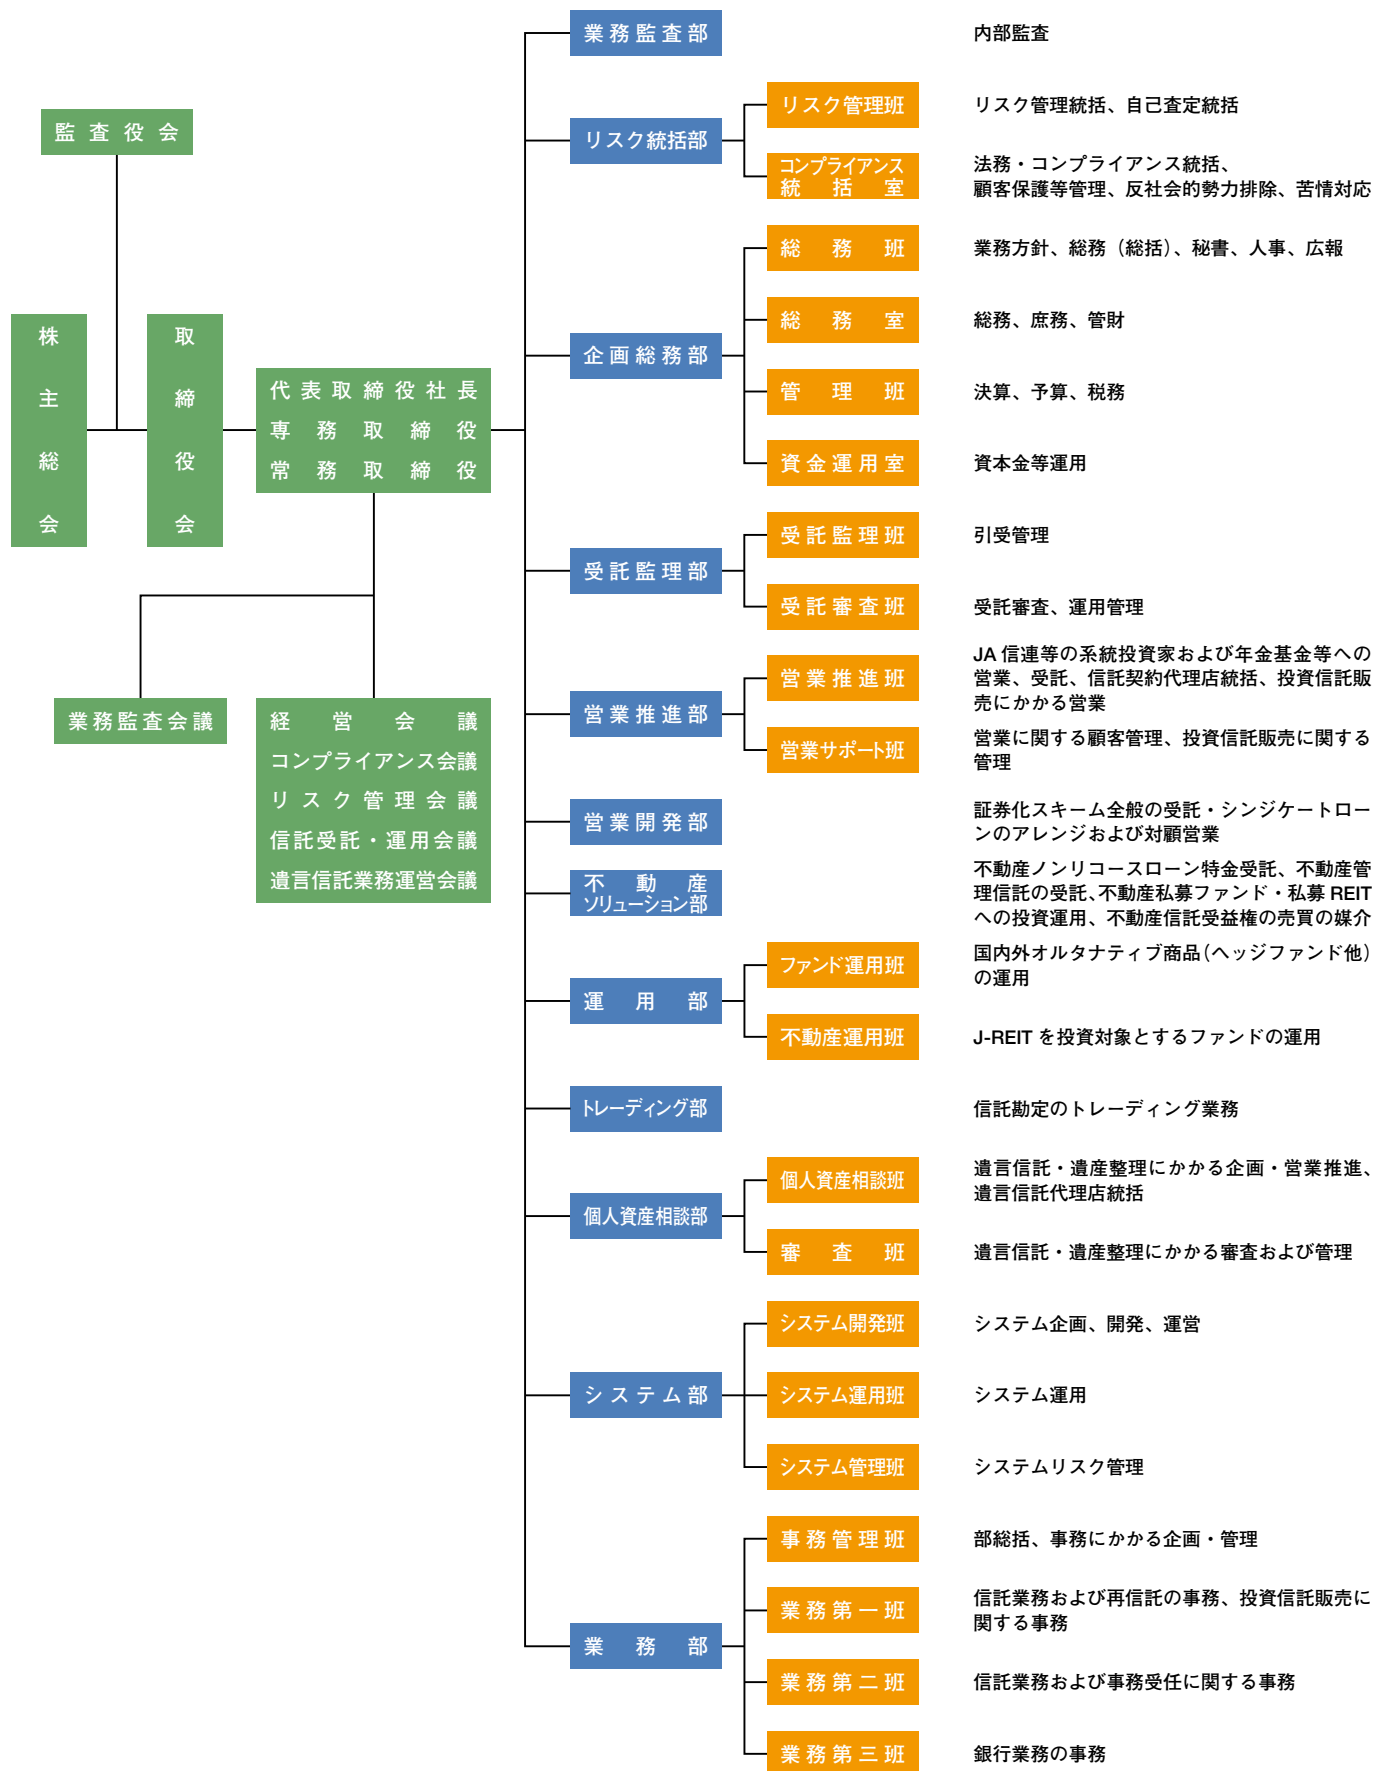 監査役会
株主総会
取締役会
代表取締役社長
専務取締役
常務取締役
業務監査会議
経営会議
コンプライアンス会議
リスク管理会議
信託受託・運用会議
遺言信託業務運営会議
業務監査部
内部監査
リスク統括部
リスク管理班
リスク管理統括、自己査定統括
コンプライアンス
統括室
法務・コンプライアンス統括、
顧客保護等管理、反社会的勢力排除、苦情対応
企画総務部
総務班
業務方針、総務（総括）、秘書、人事、広報
総務室
総務、庶務、管財
管理班
決算、予算、税務
資金運用室
資本金等運用
受託監理部
受託監理班
引受管理
受託審査班
受託審査、運用管理
営業推進部
営業推進班
JA 信連等の系統投資家および年金基金等への
営業、受託、信託契約代理店統括、投資信託販
売にかかる営業
営業サポート班
営業に関する顧客管理、投資信託販売に関する
管理
営業開発部
証券化スキーム全般の受託・シンジケートロー
ンのアレンジおよび対顧営業
不動産
ソリューション部
不動産ノンリコースローン特金受託、不動産管
理信託の受託、不動産私募ファンド・私募 REIT
への投資運用、不動産信託受益権の売買の媒介
運用部
ファンド運用班
国内外オルタナティブ商品（ヘッジファンド他）
の運用
不動産運用班
J-REIT を投資対象とするファンドの運用
トレーディング部
信託勘定のトレーディング業務
個人資産相談部
個人資産相談班
遺言信託・遺産整理にかかる企画・営業推進、
遺言信託代理店統括
審査班
遺言信託・遺産整理にかかる審査および管理
システム部
システム開発班
システム企画、開発、運営
システム運用班
システム運用
システム管理班
システムリスク管理
業務部
事務管理班
部総括、事務にかかる企画・管理
業務第一班
信託業務および再信託の事務、投資信託販売に
関する事務
業務第二班
信託業務および事務受任に関する事務
業務第三班
銀行業務の事務